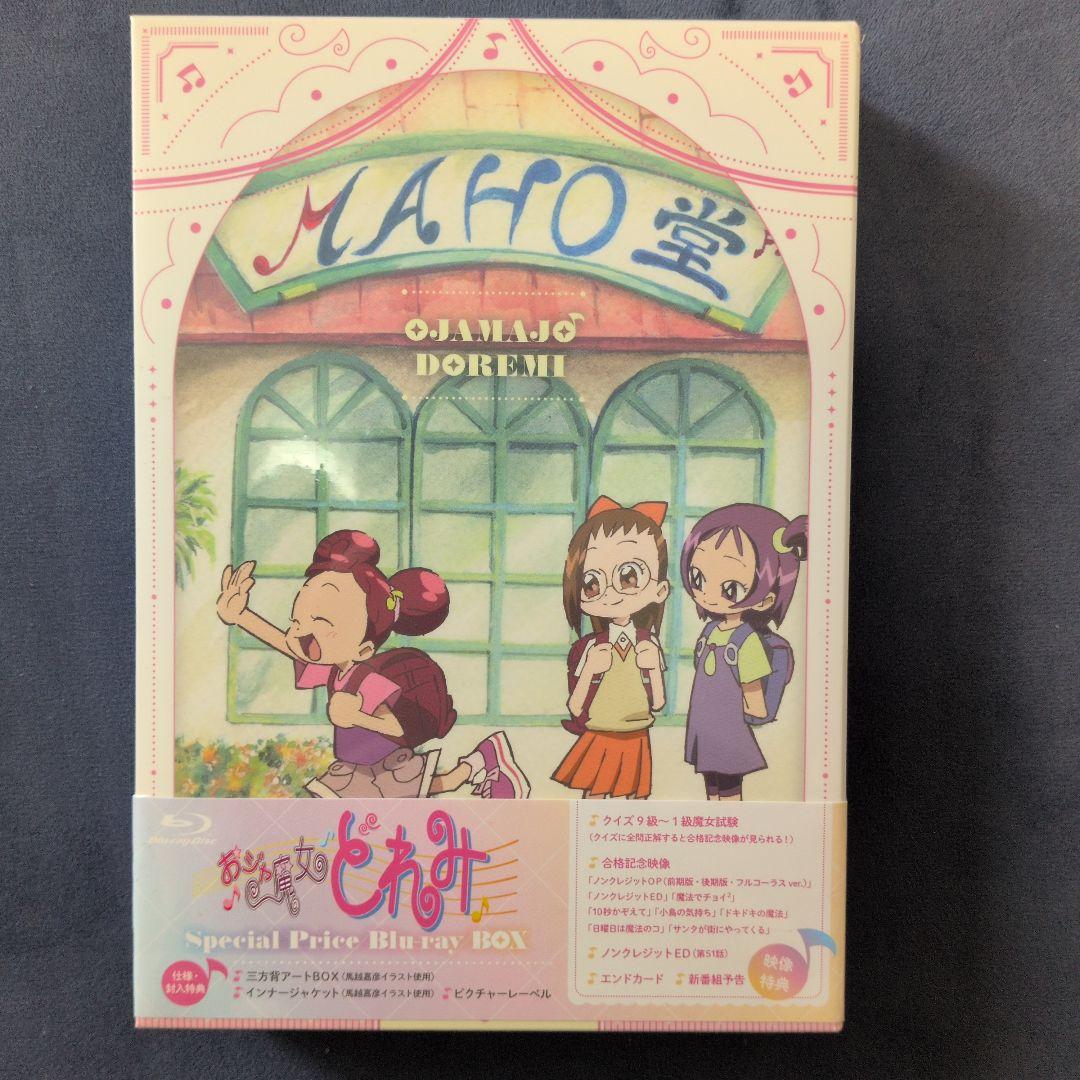 MAHO堂
OJAMAJO
DOREMI
Blu-ray Disc
おジャ魔女どれみ
Special Price Blu-ray BOX
仕様・
封入特典
三方背アートBOX（馬越嘉彦イラスト使用）
インナージャケット（馬越嘉彦イラスト使用） ピクチャーレーベル
クイズ9級〜1級魔女試験
（クイズに全問正解すると合格記念映像が見られる！）
合格記念映像
「ノンクレジットOP（前期版・後期版・フルコーラス ver.）」
「ノンクレジットED」「魔法でチョイ²」
「10秒かぞえて」「小鳥の気持ち」「ドキドキの魔法」
「日曜日は魔法のコ」「サンタが街にやってくる」
ノンクレジットED（第51話）
エンドカード 新番組予告
映像
特典